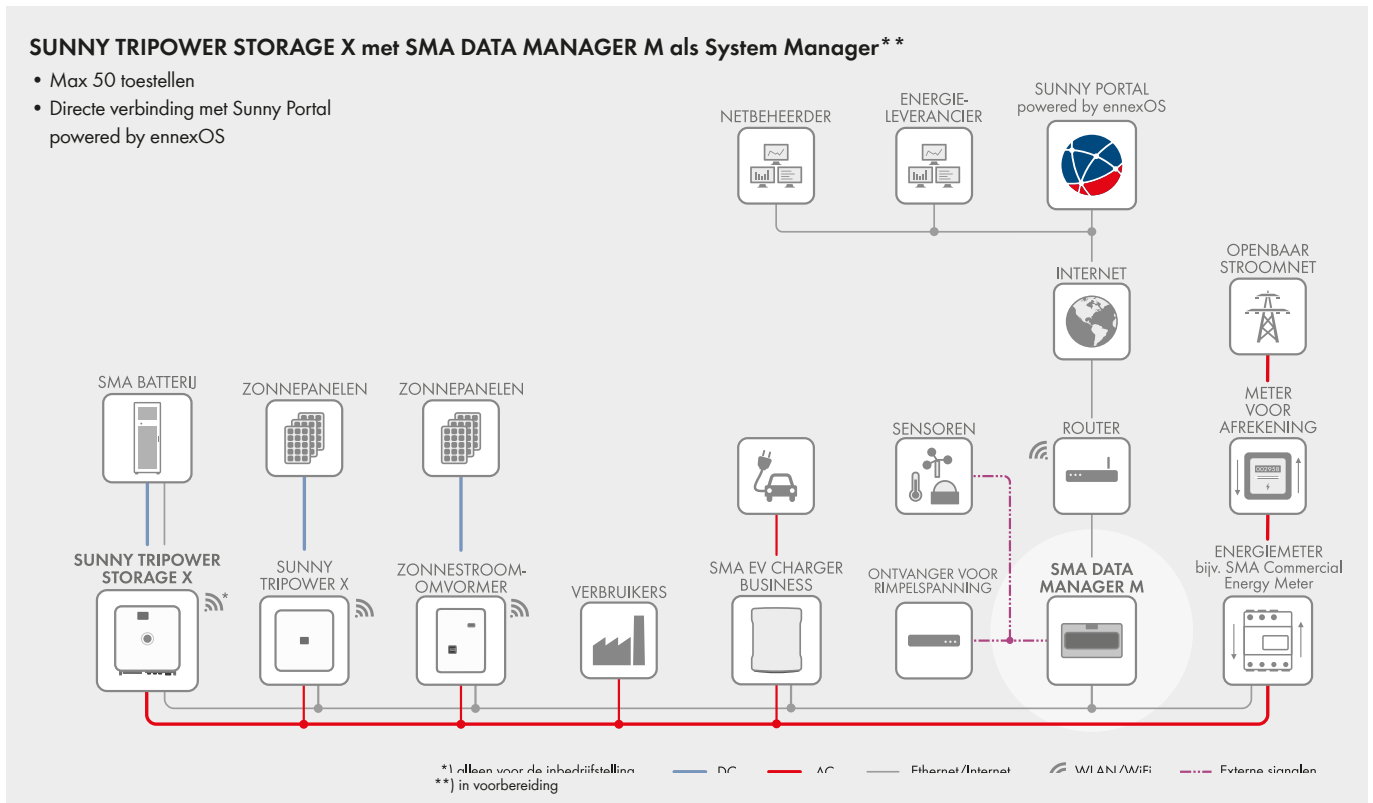 SUNNY TRIPOWER STORAGE X met SMA DATA MANAGER M als System Manager**
• Max 50 toestellen
• Directe verbinding met Sunny Portal
powered by ennexOS
NETBEHEERDER
ENERGIE-
LEVERANCIER
SUNNY PORTAL
powered by ennexOS
INTERNET
OPENBAAR
STROOMNET
SMA BATTERIJ
ZONNEPANELEN
ZONNEPANELEN
SENSOREN
ROUTER
METER
VOOR
AFREKENING
002958
SUNNY TRIPOWER
STORAGE X
*
SUNNY
TRIPOWER X
ZONNESTROOM-
OMVORMER
VERBRUIKERS
SMA EV CHARGER
BUSINESS
ONTVANGER VOOR
RIMPELSPANNING
SMA DATA
MANAGER M
ENERGIEMETER
bijv. SMA Commercial
Energy Meter
*) alleen voor de inbedrijfstelling
DC
AC
Ethernet/Internet
WLAN/WiFi
Externe signalen
**) in voorbereiding